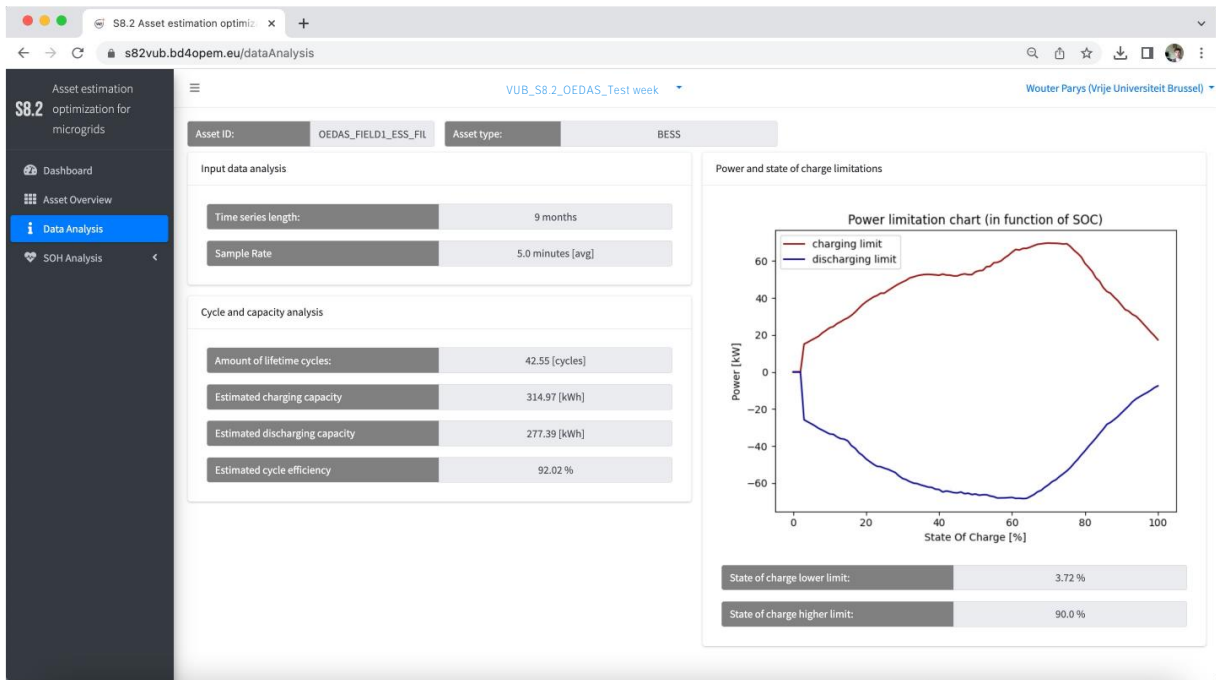 S8.2 Asset estimation optimiz
s82vub.bd4opem.eu/dataAnalysis
S8.2
Asset estimation
optimization for
microgrids
Dashboard
Asset Overview
Data Analysis
SOH Analysis
VUB_S8.2_OEDAS_Test week
Wouter Parys (Vrije Universiteit Brussel)
Asset ID: OEDAS_FIELD1_ESS_FIL Asset type: BESS
Input data analysis
Time series length: 9 months
Sample Rate 5.0 minutes [avg]
Cycle and capacity analysis
Amount of lifetime cycles: 42.55 [cycles]
Estimated charging capacity 314.97 [kWh]
Estimated discharging capacity 277.39 [kWh]
Estimated cycle efficiency 92.02 %
Power and state of charge limitations
Power limitation chart (in function of SOC)
charging limit
discharging limit
Power [kW]
60
40
20
0
−20
−40
−60
0 20 40 60 80 100
State Of Charge [%]
State of charge lower limit: 3.72 %
State of charge higher limit: 90.0 %